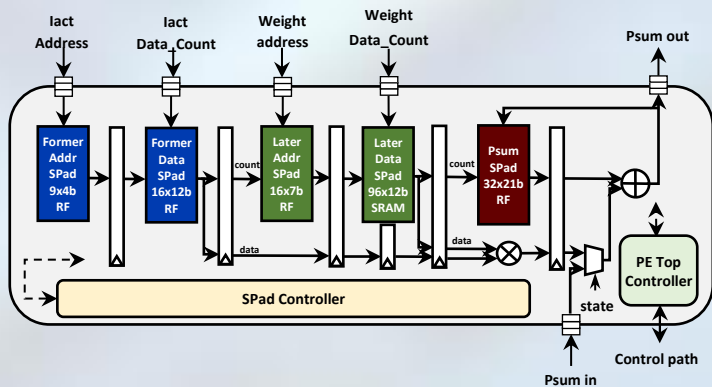 Iact
Address
Iact
Data_Count
Weight
address
Weight
Data_Count
Psum out
Former
Addr
SPad
9x4b
RF
Former
Data
SPad
16x12b
RF
count
Later
Addr
SPad
16x7b
RF
Later
Data
SPad
96x12b
SRAM
count
Psum
SPad
32x21b
RF
data
data
PE Top
Controller
SPad Controller
state
Psum in
Control path